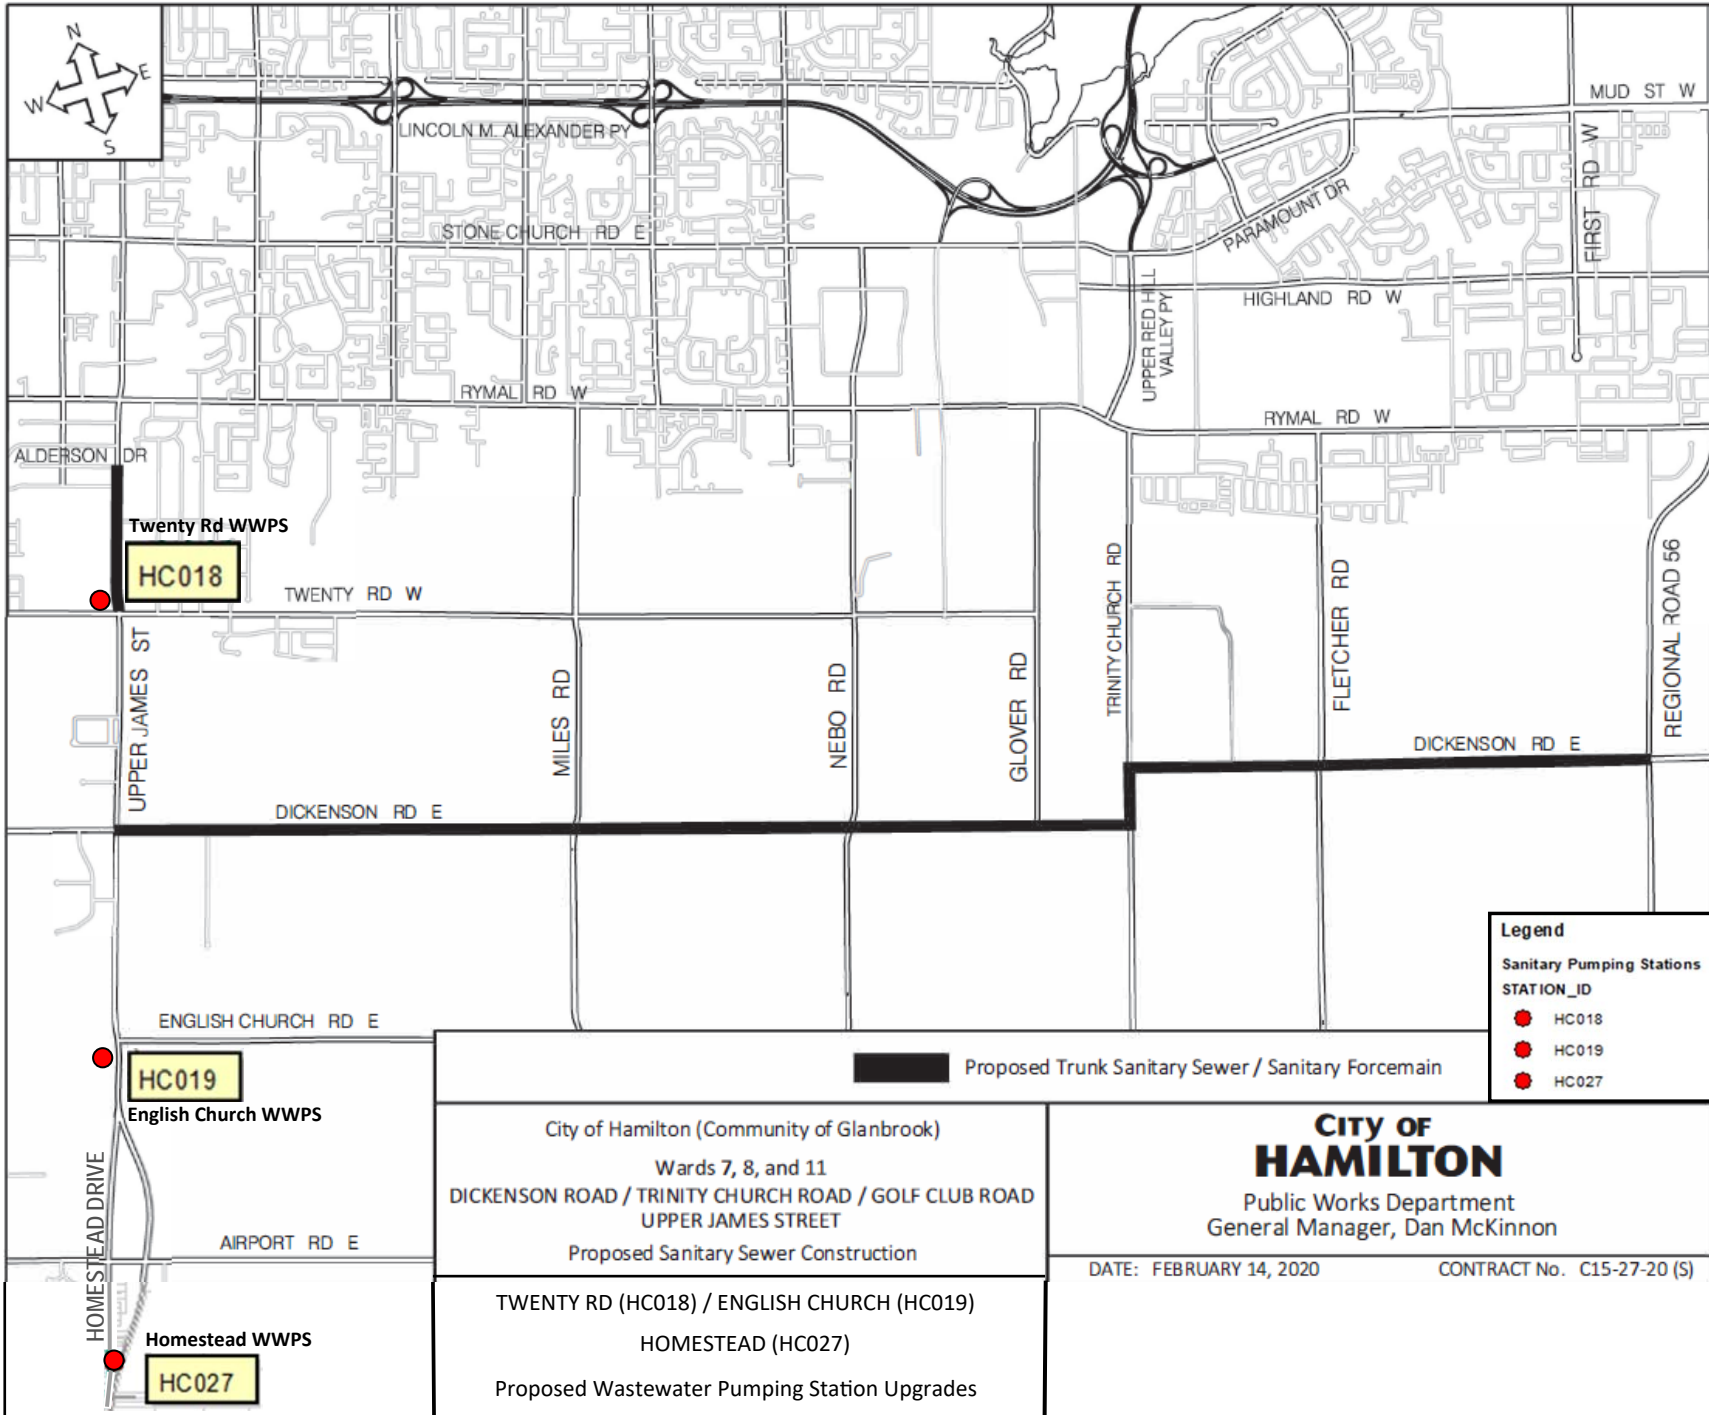 N
E
W
S
MUD ST W
LINCOLN M. ALEXANDER PY
FIRST RD W
PARAMOUNT DR
STONE CHURCH RD E
UPPER RED HILL
VALLEY PY
HIGHLAND RD W
RYMAL RD W
RYMAL RD W
ALDERSON DR
Twenty Rd WWPS
HC018
TWENTY RD W
UPPER JAMES ST
MILES RD
NEBO RD
GLOVER RD
TRINITY CHURCH RD
FLETCHER RD
REGIONAL ROAD 56
DICKENSON RD E
DICKENSON RD E
ENGLISH CHURCH RD E
HC019
English Church WWPS
HOMESTEAD DRIVE
AIRPORT RD E
Homestead WWPS
HC027
Legend
Sanitary Pumping Stations
STATION_ID
HC018
HC019
HC027
Proposed Trunk Sanitary Sewer / Sanitary Forcemain
City of Hamilton (Community of Glanbrook)
Wards 7, 8, and 11
DICKENSON ROAD / TRINITY CHURCH ROAD / GOLF CLUB ROAD
UPPER JAMES STREET
Proposed Sanitary Sewer Construction
TWENTY RD (HC018) / ENGLISH CHURCH (HC019)
HOMESTEAD (HC027)
Proposed Wastewater Pumping Station Upgrades
CITY OF
HAMILTON
Public Works Department
General Manager, Dan McKinnon
DATE: FEBRUARY 14, 2020
CONTRACT No. C15-27-20 (S)